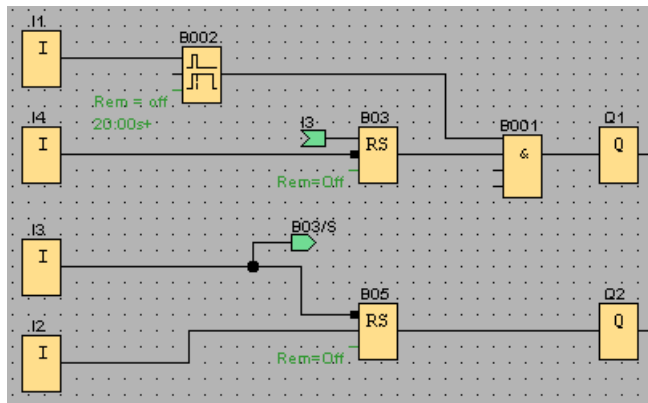 I1
I
B002
Rem = off
20:00s+
I4
I
I3
B03
RS
Rem=Off
B001
&
Q1
Q
I3
I
B03/S
B05
RS
Rem=Off
Q2
Q
I2
I